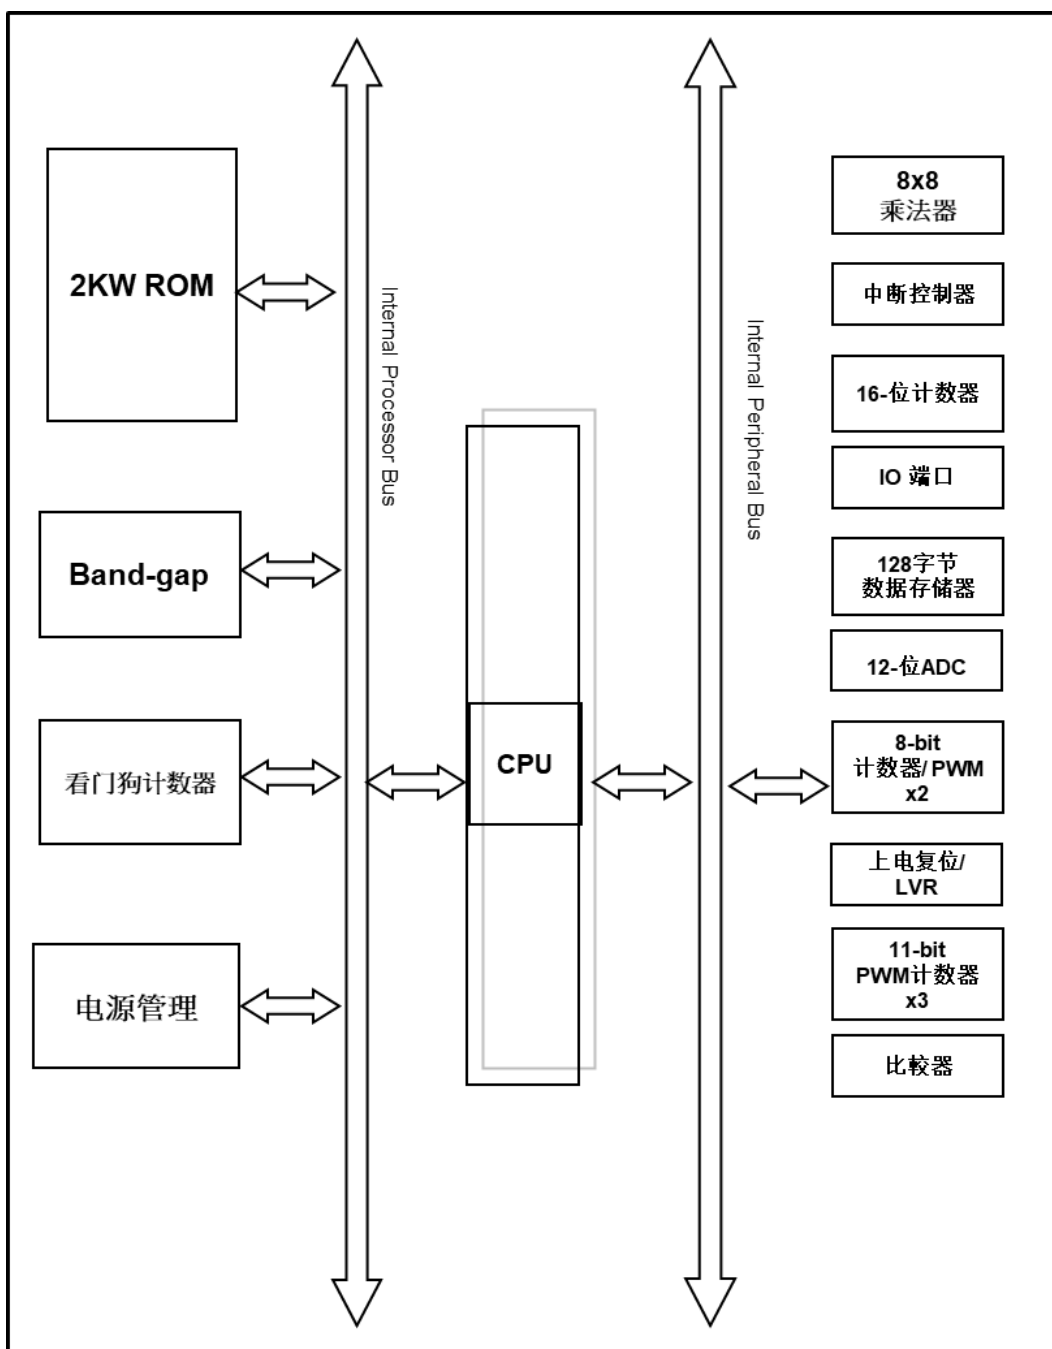 2KW ROM
Band-gap
看门狗计数器
电源管理
Internal Processor Bus
CPU
Internal Peripheral Bus
8x8
乘法器
中断控制器
16-位计数器
IO 端口
128字节
数据存储器
12-位ADC
8-bit
计数器/ PWM
x2
上电复位/
LVR
11-bit
PWM计数器
x3
比較器